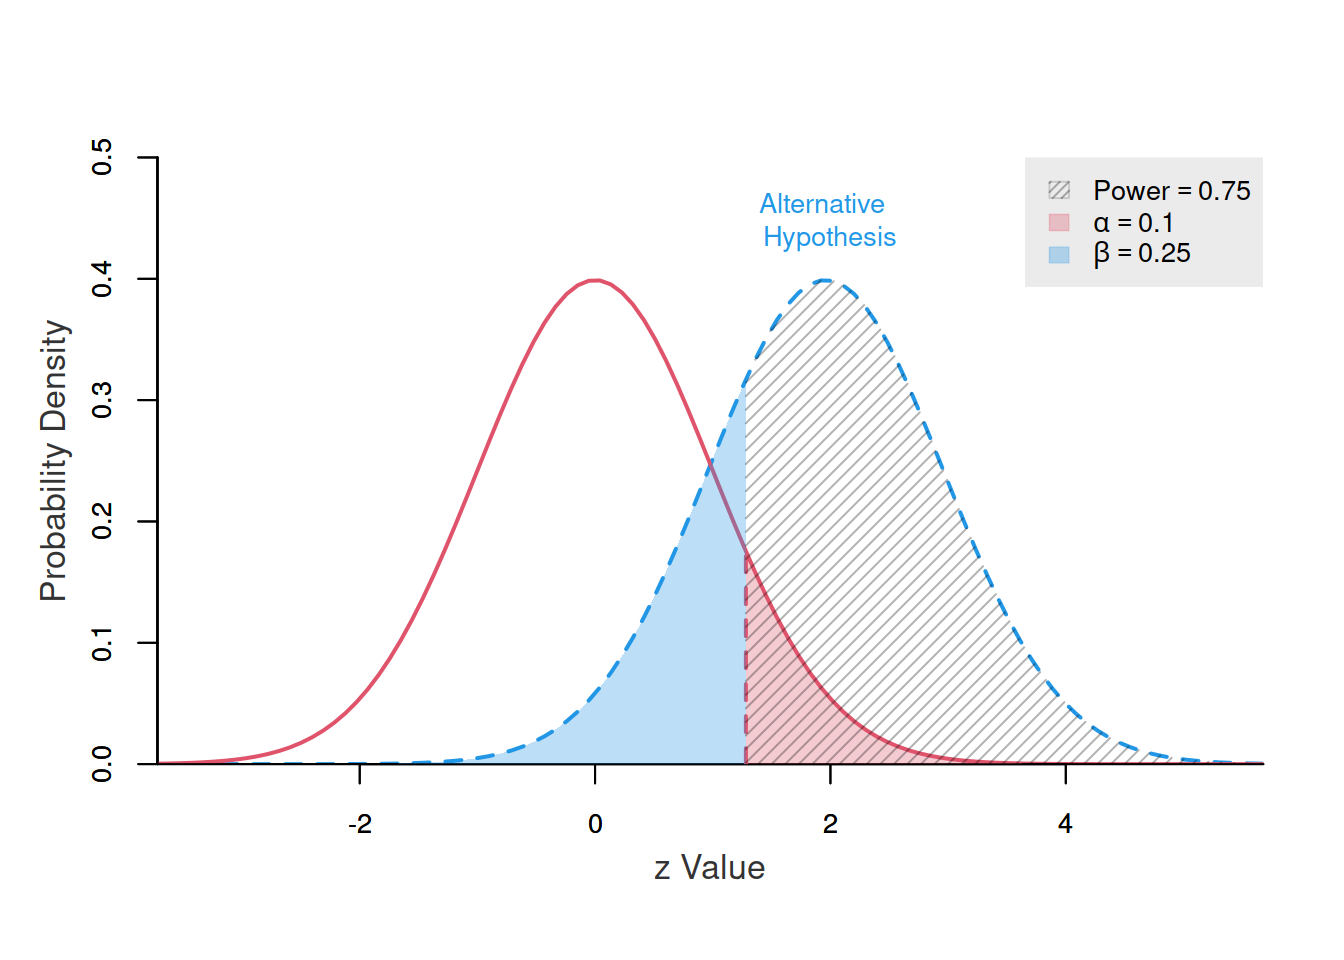 Alternative
Hypothesis
Power = 0.75
α = 0.1
β = 0.25
Probability Density
0.5
0.4
0.3
0.2
0.1
0.0
-2 0 2 4
z Value